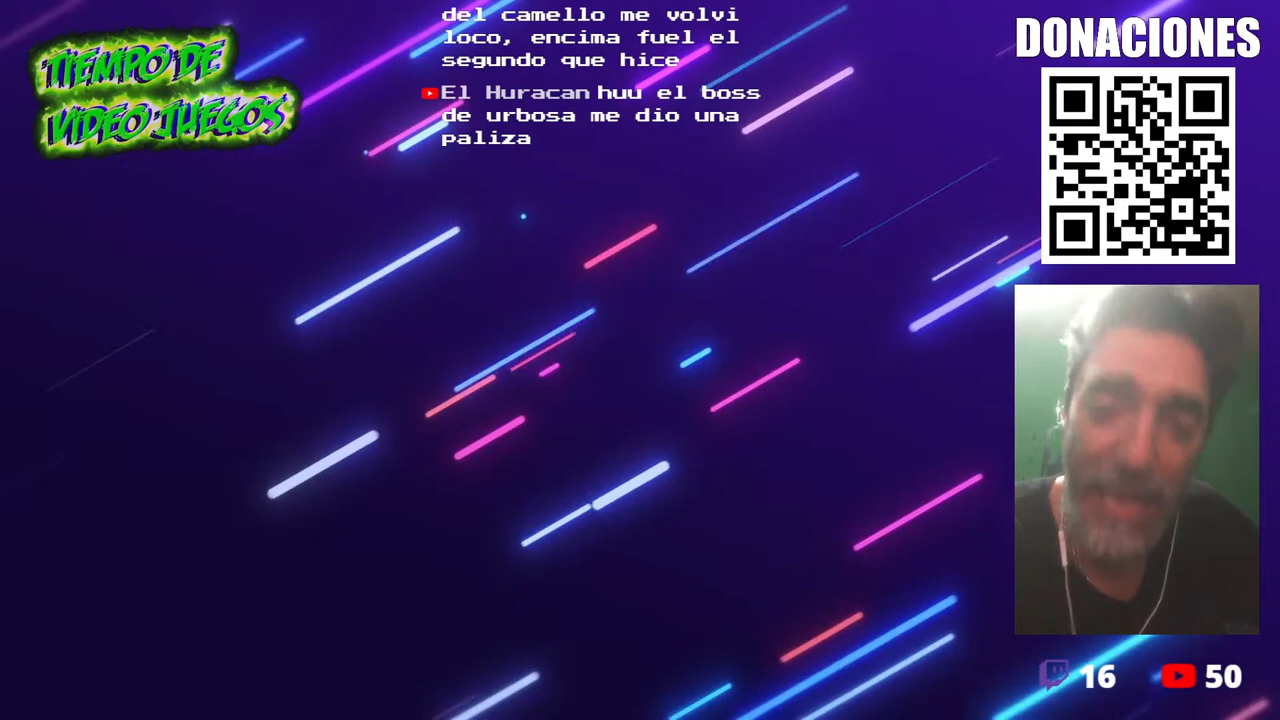 TIEMPO DE
VIDEO JUEGOS
del camello me volvi
loco, encima fuel el
segundo que hice
El Huracan huu el boss
de urbosa me dio una
paliza
DONACIONES
16
50